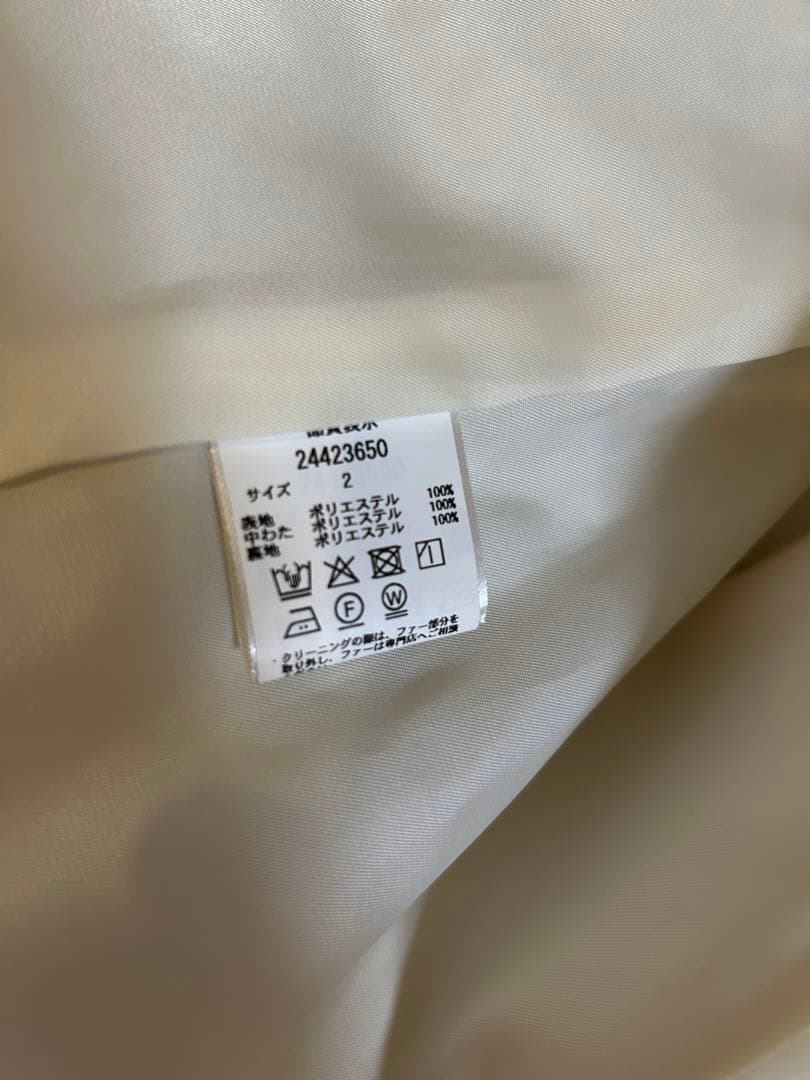 品質表示
24423650
サイズ 2
表地 ポリエステル 100%
中わた ポリエステル 100%
裏地 ポリエステル 100%
F W
・クリーニングの際は、ファー部分を
取り外し、ファーは専門店へご相談